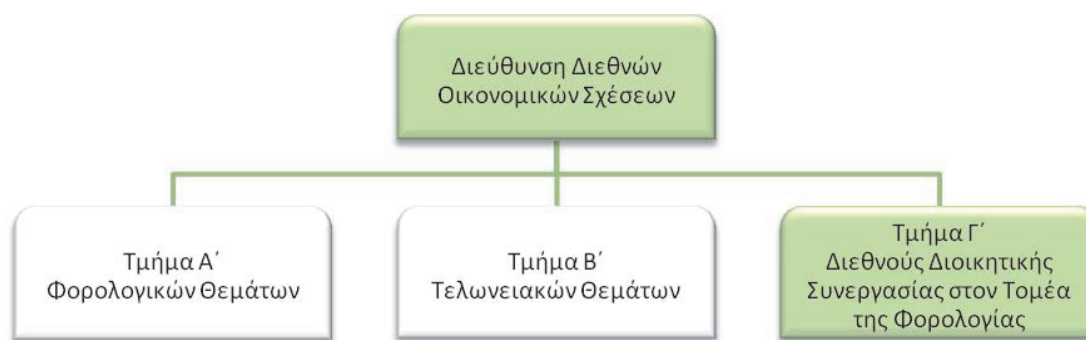 Διεύθυνση Διεθνών
Οικονομικών Σχέσεων
Τμήμα Α΄
Φορολογικών Θεμάτων
Τμήμα Β΄
Τελωνειακών Θεμάτων
Τμήμα Γ΄
Διεθνούς Διοικητικής
Συνεργασίας στον Τομέα
της Φορολογίας